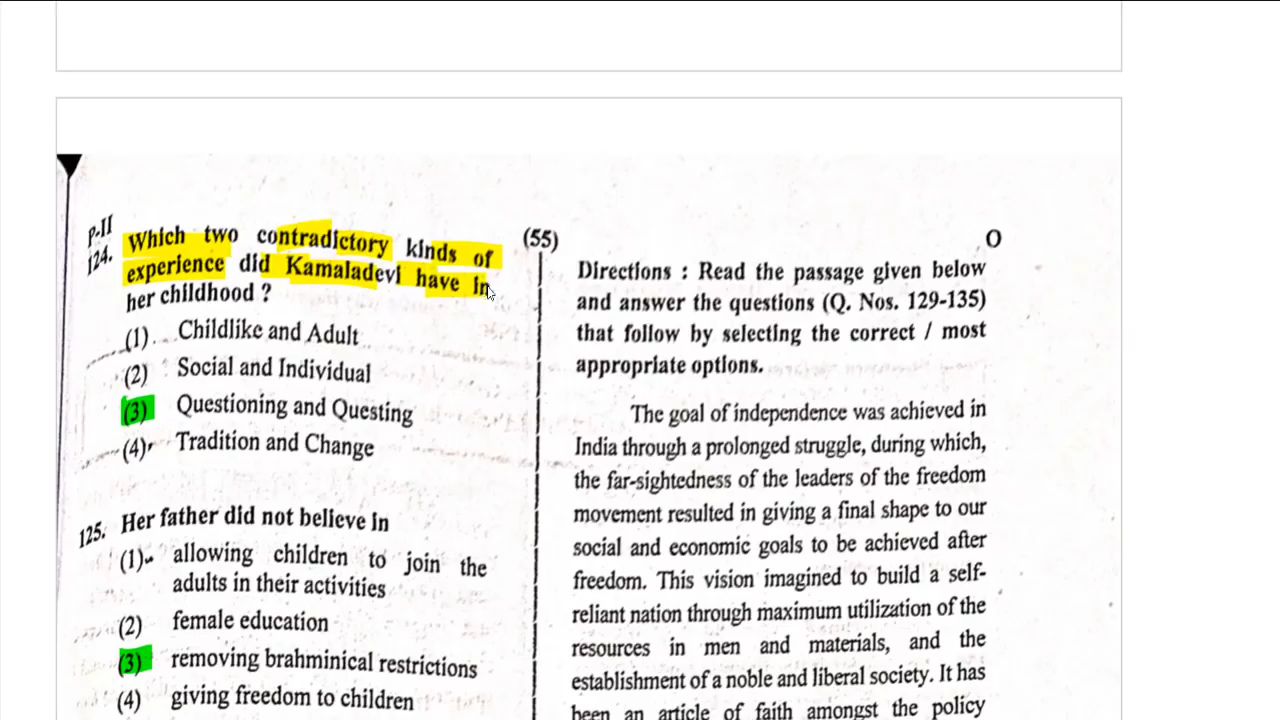 P-II
124. Which two contradictory kinds of
experience did Kamaladevi have in
her childhood ?
(1) Childlike and Adult
(2) Social and Individual
(3) Questioning and Questing
(4) Tradition and Change
125. Her father did not believe in
(1) allowing children to join the
adults in their activities
(2) female education
(3) removing brahminical restrictions
(4) giving freedom to children
(55)
O
Directions : Read the passage given below
and answer the questions (Q. Nos. 129-135)
that follow by selecting the correct / most
appropriate options.
The goal of independence was achieved in
India through a prolonged struggle, during which,
the far-sightedness of the leaders of the freedom
movement resulted in giving a final shape to our
social and economic goals to be achieved after
freedom. This vision imagined to build a self-
reliant nation through maximum utilization of the
resources in men and materials, and the
establishment of a noble and liberal society. It has
been an article of faith amongst the policy